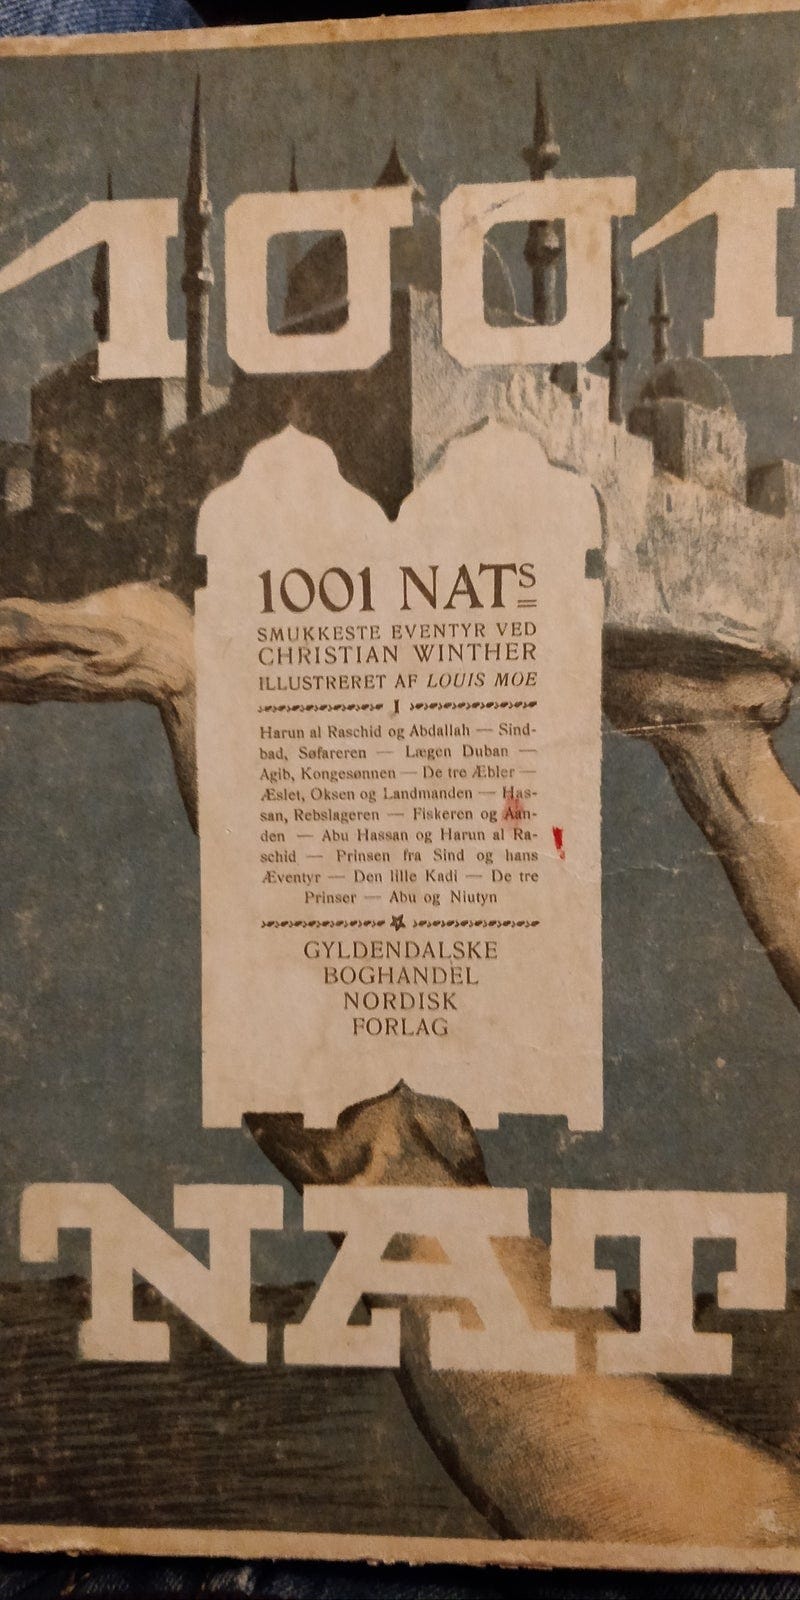 1001
1001 NATS
SMUKKESTE EVENTYR VED
CHRISTIAN WINTHER
ILLUSTRERET AF LOUIS MOE
I
Harun al Raschid og Abdallah — Sind-
bad, Søfareren — Lægen Duban —
Agib, Kongesønnen — De tre Æbler —
Æslet, Oksen og Landmanden — Has-
san, Rebslageren — Fiskeren og Aan-
den — Abu Hassan og Harun al Ra-
schid — Prinsen fra Sind og hans
Æventyr — Den lille Kadi — De tre
Prinser — Abu og Niutyn
GYLDENDALSKE
BOGHANDEL
NORDISK
FORLAG
NAT